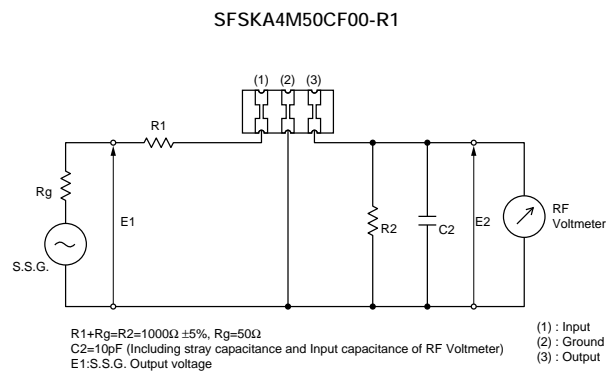 SFSKA4M50CF00-R1
(1) (2) (3)
R1
Rg
E1
R2
C2
E2
RF
Voltmeter
S.S.G.
R1+Rg=R2=1000Ω ±5%, Rg=50Ω
C2=10pF (Including stray capacitance and Input capacitance of RF Voltmeter)
E1:S.S.G. Output voltage
(1) : Input
(2) : Ground
(3) : Output